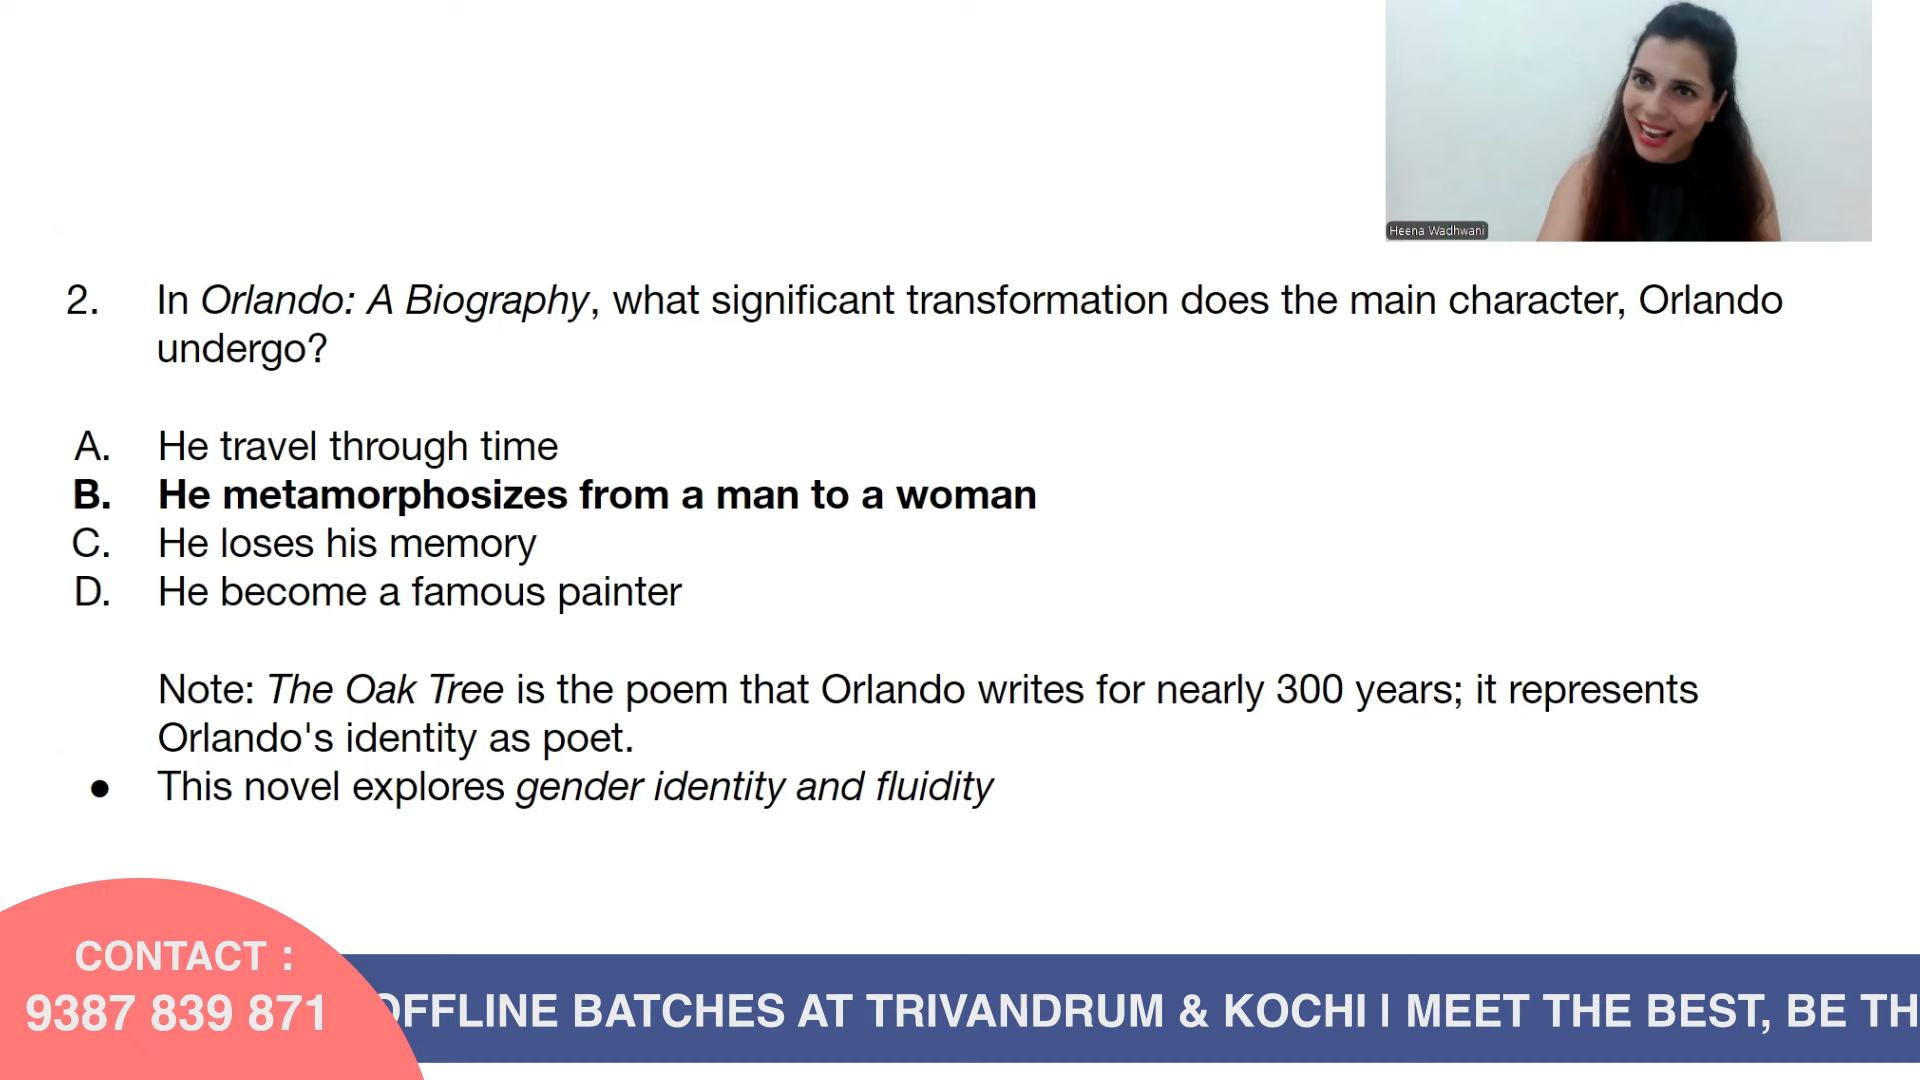 Heena Wadhwani
2. In Orlando: A Biography, what significant transformation does the main character, Orlando
undergo?
A. He travel through time
B. He metamorphosizes from a man to a woman
C. He loses his memory
D. He become a famous painter
Note: The Oak Tree is the poem that Orlando writes for nearly 300 years; it represents
Orlando's identity as poet.
● This novel explores gender identity and fluidity
CONTACT :
9387 839 871
OFFLINE BATCHES AT TRIVANDRUM & KOCHI | MEET THE BEST, BE TH